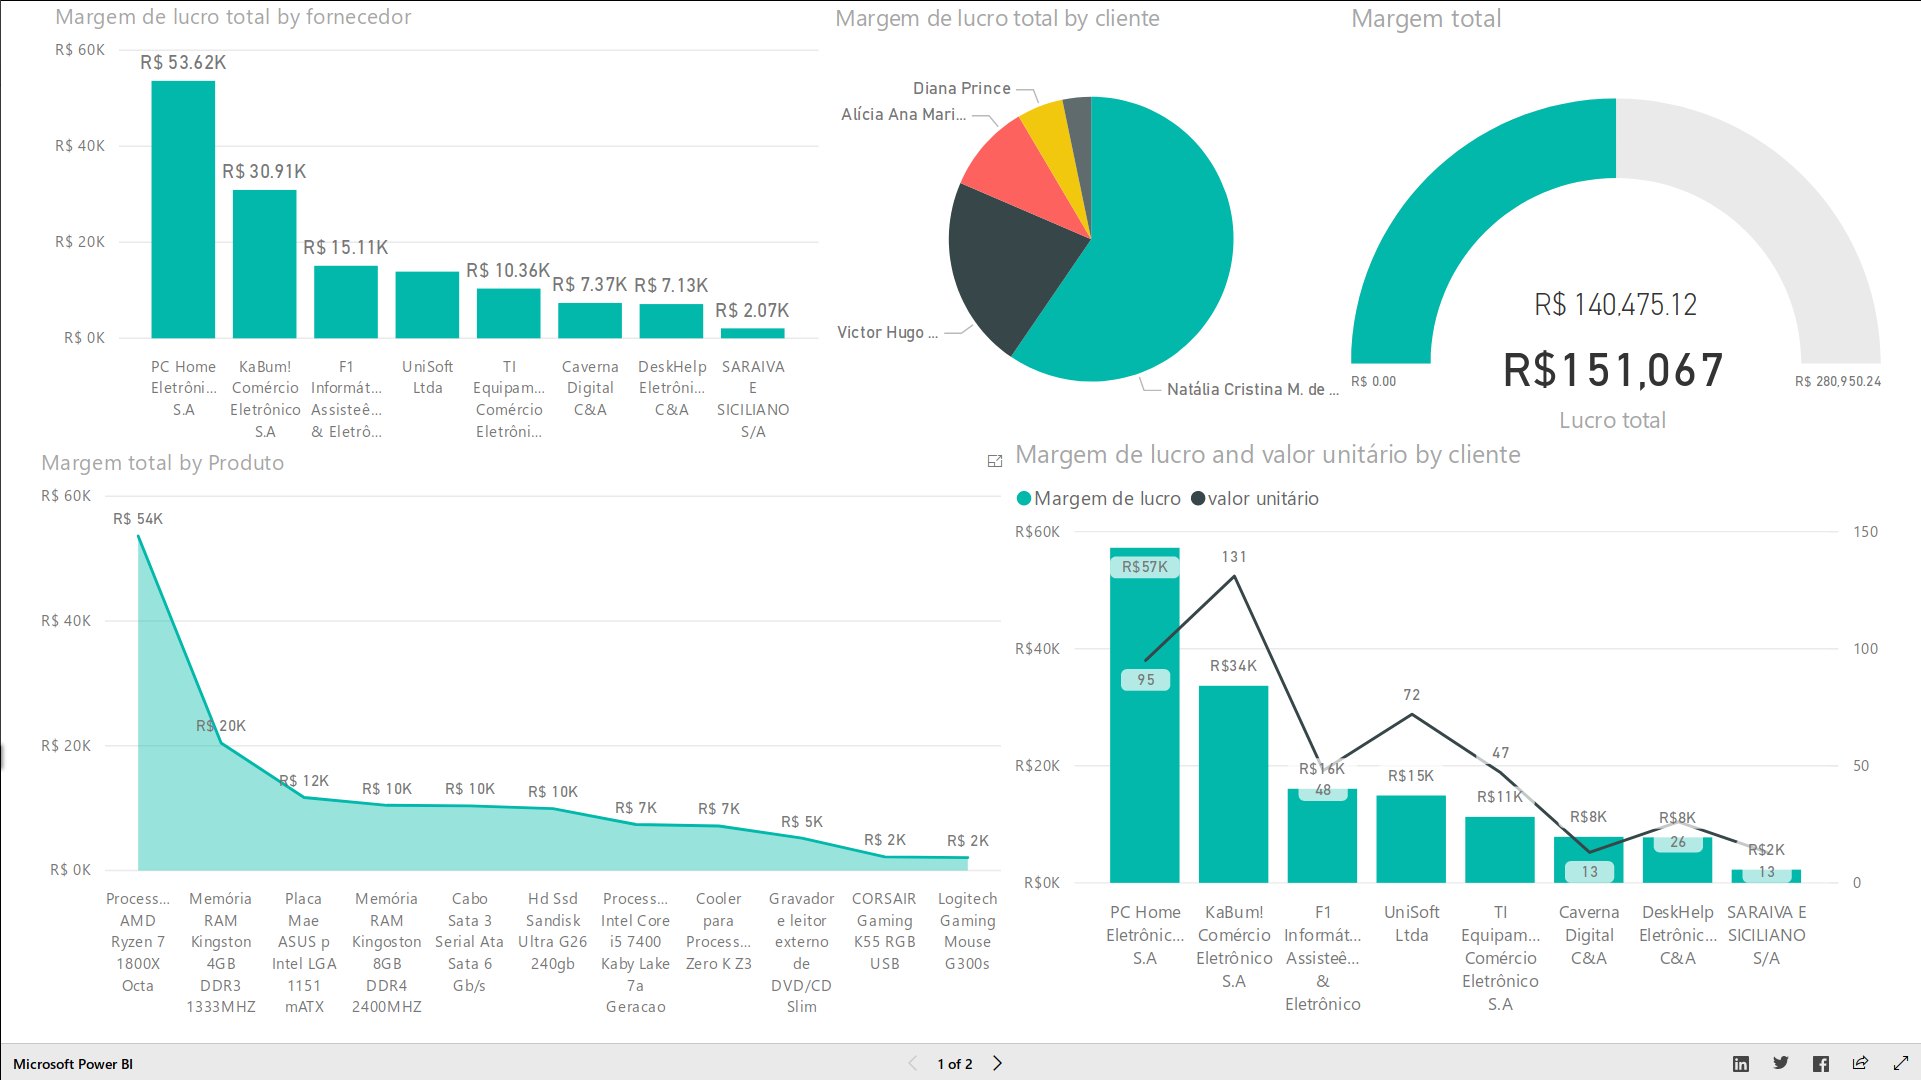 Margem de lucro total by fornecedor
R$ 60K
R$ 40K
R$ 20K
R$ 0K
R$ 53.62K
R$ 30.91K
R$ 15.11K
R$ 10.36K
R$ 7.37K
R$ 7.13K
R$ 2.07K
PC Home
Eletrôni...
S.A
KaBum!
Comércio
Eletrônico
S.A
F1
Informát...
Assisteê...
& Eletrô...
UniSoft
Ltda
TI
Equipam...
Comércio
Eletrôni...
Caverna
Digital
C&A
DeskHelp
Eletrôni...
C&A
SARAIVA
E
SICILIANO
S/A
Margem de lucro total by cliente
Diana Prince
Alícia Ana Mari...
Victor Hugo ...
Natália Cristina M. de ...
Margem total
R$ 140,475.12
R$151,067
R$ 0.00
R$ 280,950.24
Lucro total
Margem total by Produto
R$ 60K
R$ 40K
R$ 20K
R$ 0K
R$ 54K
R$ 20K
R$ 12K
R$ 10K
R$ 10K
R$ 10K
R$ 7K
R$ 7K
R$ 5K
R$ 2K
R$ 2K
Process...
AMD
Ryzen 7
1800X
Octa
Memória
RAM
Kingston
4GB
DDR3
1333MHZ
Placa
Mae
ASUS p
Intel LGA
1151
mATX
Memória
RAM
Kingoston
8GB
DDR4
2400MHZ
Cabo
Sata 3
Serial Ata
Sata 6
Gb/s
Hd Ssd
Sandisk
Ultra G26
240gb
Process...
Intel Core
i5 7400
Kaby Lake
7a
Geracao
Cooler
para
Process...
Zero K Z3
Gravador
e leitor
externo
de
DVD/CD
Slim
CORSAIR
Gaming
K55 RGB
USB
Logitech
Gaming
Mouse
G300s
Margem de lucro and valor unitário by cliente
Margem de lucro
valor unitário
R$60K
R$40K
R$20K
R$0K
150
100
50
0
R$57K
R$34K
R$16K
R$15K
R$11K
R$8K
R$8K
R$2K
95
131
48
72
47
13
26
13
PC Home
Eletrônic...
S.A
KaBum!
Comércio
Eletrônico
S.A
F1
Informát...
Assisteê...
&
Eletrônico
UniSoft
Ltda
TI
Equipam...
Comércio
Eletrônico
S.A
Caverna
Digital
C&A
DeskHelp
Eletrônic...
C&A
SARAIVA E
SICILIANO
S/A
Microsoft Power BI
1 of 2